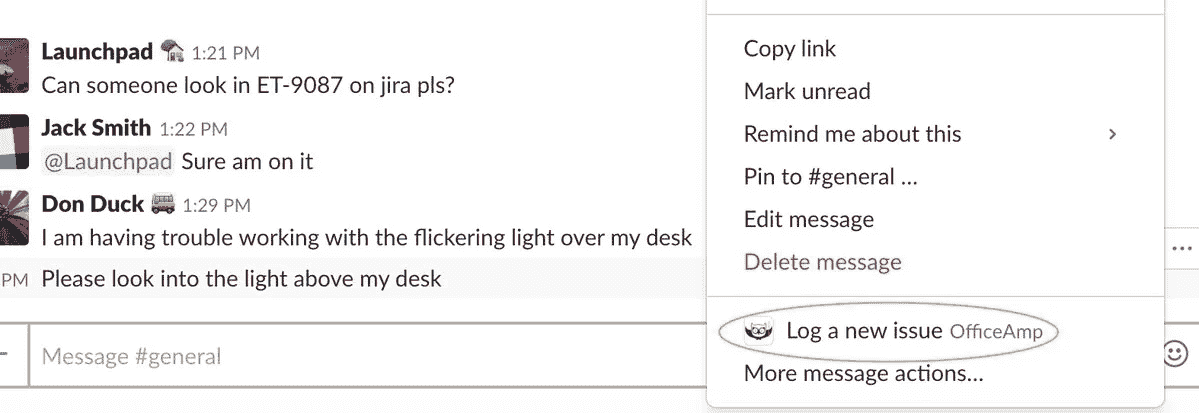 Launchpad 1:21 PM
Can someone look in ET-9087 on jira pls?
Jack Smith 1:22 PM
@Launchpad Sure am on it
Don Duck 1:29 PM
I am having trouble working with the flickering light over my desk
PM Please look into the light above my desk
Message #general
Copy link
Mark unread
Remind me about this
Pin to #general ...
Edit message
Delete message
Log a new issue OfficeAmp
More message actions...